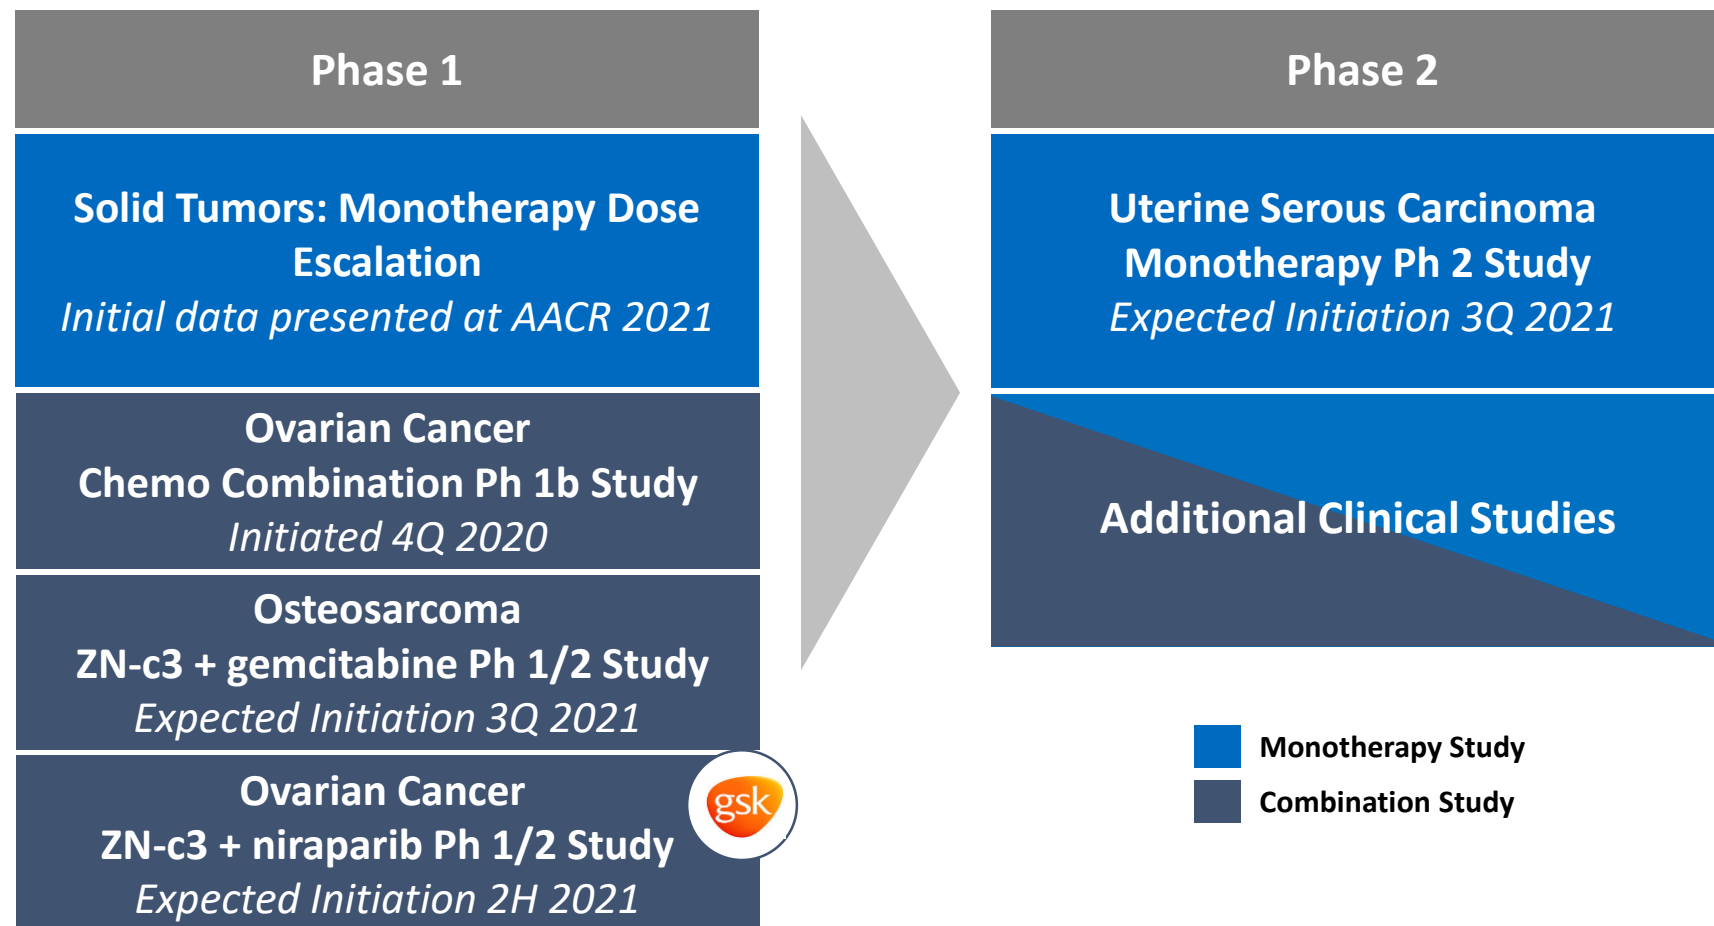 Phase 1
Solid Tumors: Monotherapy Dose
Escalation
Initial data presented at AACR 2021
Ovarian Cancer
Chemo Combination Ph 1b Study
Initiated 4Q 2020
Osteosarcoma
ZN-c3 + gemcitabine Ph 1/2 Study
Expected Initiation 3Q 2021
Ovarian Cancer
ZN-c3 + niraparib Ph 1/2 Study
Expected Initiation 2H 2021
gsk
Phase 2
Uterine Serous Carcinoma
Monotherapy Ph 2 Study
Expected Initiation 3Q 2021
Additional Clinical Studies
Monotherapy Study
Combination Study